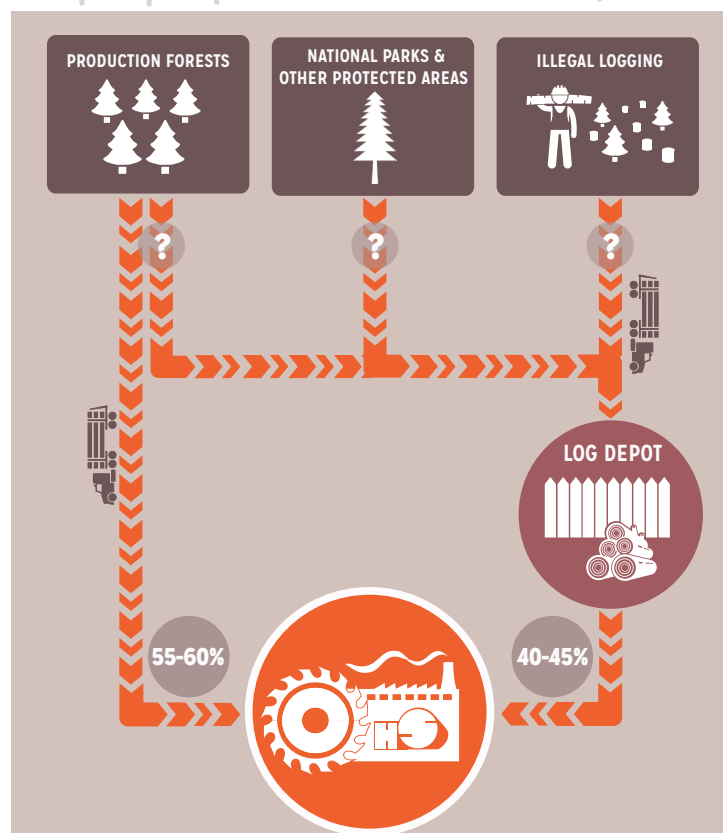 PRODUCTION FORESTS
NATIONAL PARKS &
OTHER PROTECTED AREAS
ILLEGAL LOGGING
?
?
?
LOG DEPOT
55-60%
40-45%
HS